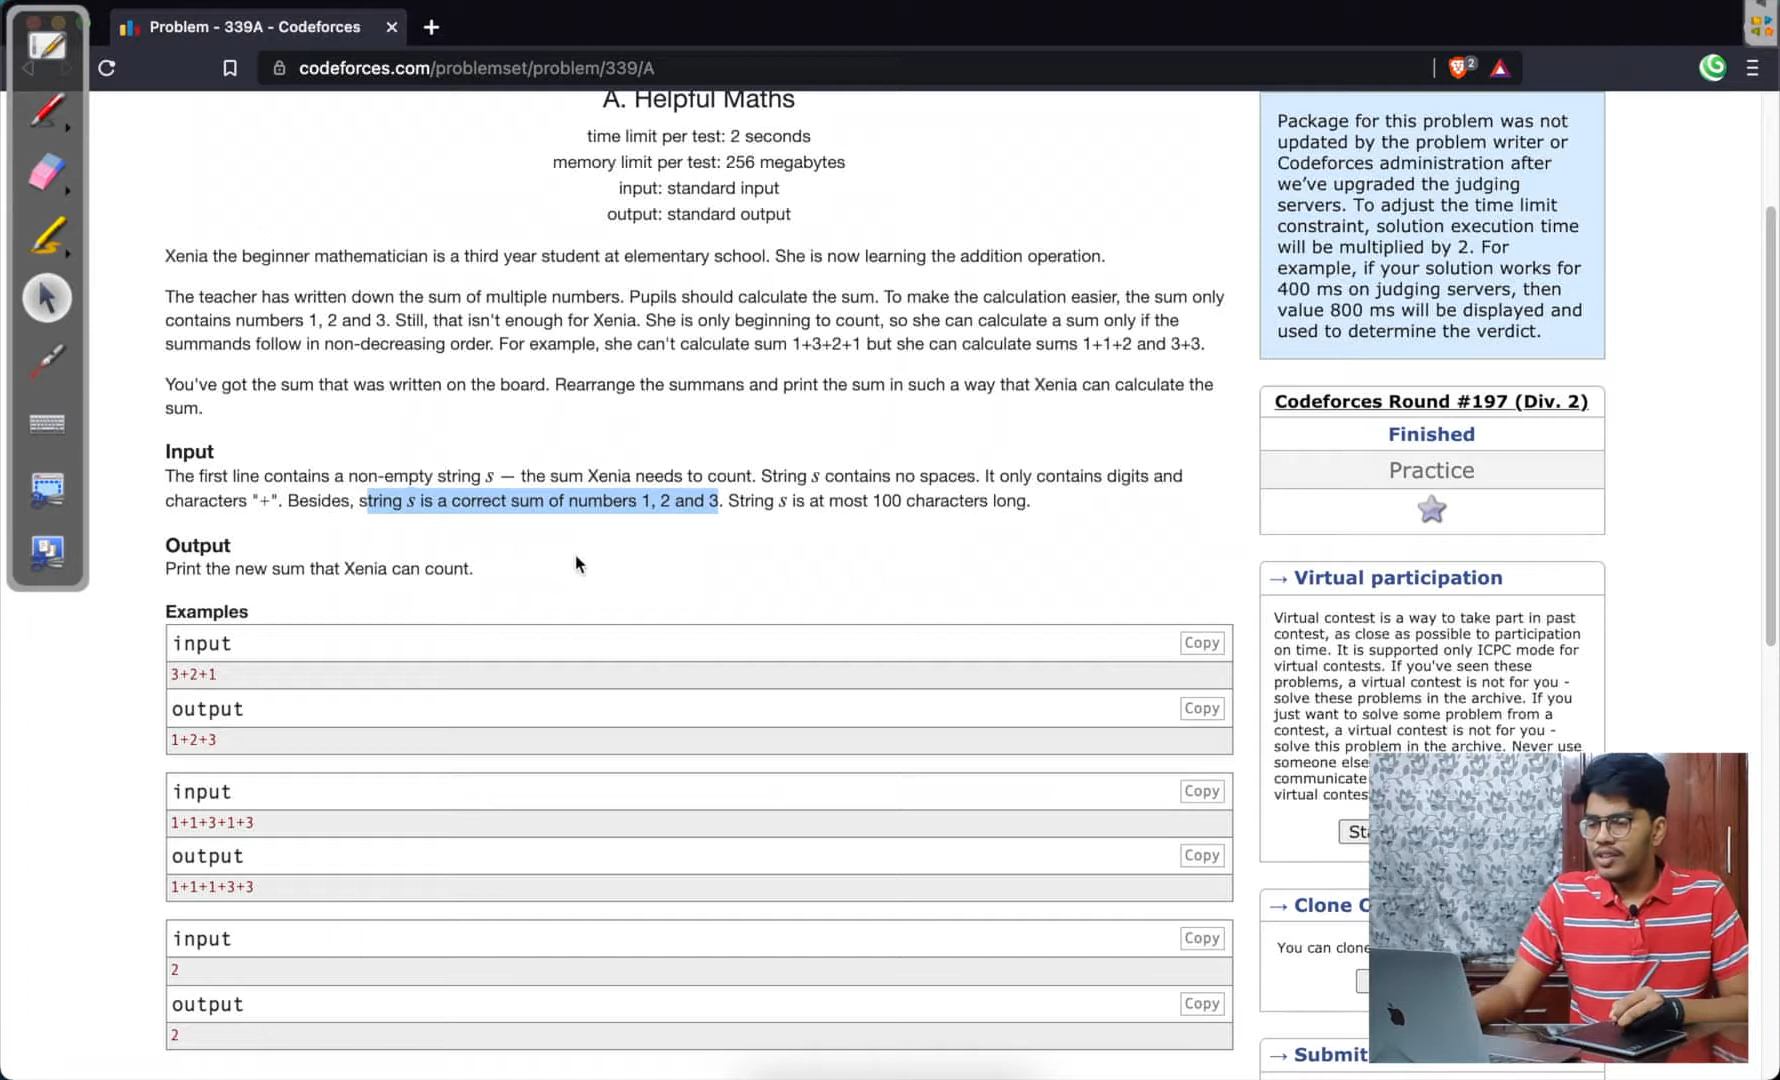 Problem - 339A - Codeforces
codeforces.com/problemset/problem/339/A
2
A. Helpful Maths
time limit per test: 2 seconds
memory limit per test: 256 megabytes
input: standard input
output: standard output
Xenia the beginner mathematician is a third year student at elementary school. She is now learning the addition operation.
The teacher has written down the sum of multiple numbers. Pupils should calculate the sum. To make the calculation easier, the sum only
contains numbers 1, 2 and 3. Still, that isn't enough for Xenia. She is only beginning to count, so she can calculate a sum only if the
summands follow in non-decreasing order. For example, she can't calculate sum 1+3+2+1 but she can calculate sums 1+1+2 and 3+3.
You've got the sum that was written on the board. Rearrange the summans and print the sum in such a way that Xenia can calculate the
sum.
Input
The first line contains a non-empty string s — the sum Xenia needs to count. String s contains no spaces. It only contains digits and
characters "+". Besides, string s is a correct sum of numbers 1, 2 and 3. String s is at most 100 characters long.
Output
Print the new sum that Xenia can count.
Examples
input
Copy
3+2+1
output
Copy
1+2+3
input
Copy
1+1+3+1+3
output
Copy
1+1+1+3+3
input
Copy
2
output
Copy
2
Package for this problem was not
updated by the problem writer or
Codeforces administration after
we've upgraded the judging
servers. To adjust the time limit
constraint, solution execution time
will be multiplied by 2. For
example, if your solution works for
400 ms on judging servers, then
value 800 ms will be displayed and
used to determine the verdict.
Codeforces Round #197 (Div. 2)
Finished
Practice
→ Virtual participation
Virtual contest is a way to take part in past
contest, as close as possible to participation
on time. It is supported only ICPC mode for
virtual contests. If you've seen these
problems, a virtual contest is not for you -
solve these problems in the archive. If you
just want to solve some problem from a
contest, a virtual contest is not for you -
solve this problem in the archive. Never use
someone else
communicate
virtual contes
St
→ Clone C
You can clone
→ Submit